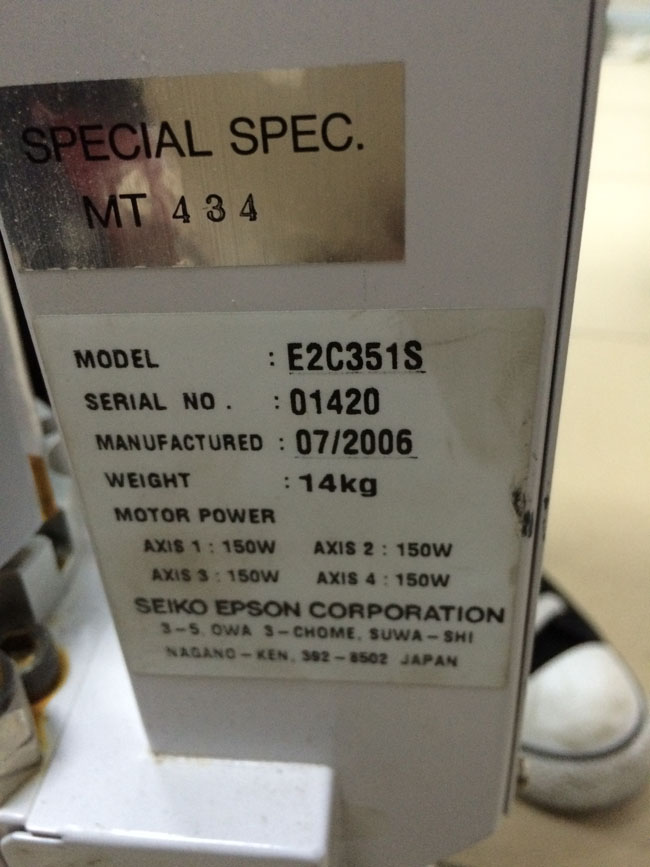 SPECIAL SPEC.
MT 434
MODEL : E2C351S
SERIAL NO. : 01420
MANUFACTURED : 07/2006
WEIGHT : 14kg
MOTOR POWER
AXIS 1 : 150W AXIS 2 : 150W
AXIS 3 : 150W AXIS 4 : 150W
SEIKO EPSON CORPORATION
3-5, OWA 3-CHOME, SUWA-SHI
NAGANO-KEN, 392-8502 JAPAN